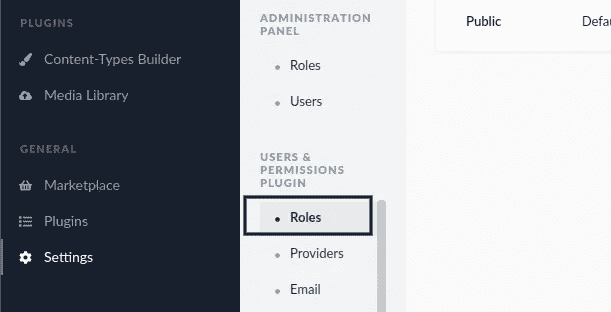 PLUGINS
Content-Types Builder
Media Library
GENERAL
Marketplace
Plugins
Settings
ADMINISTRATION
PANEL
Roles
Users
USERS &
PERMISSIONS
PLUGIN
Roles
Providers
Email
Public
Defau